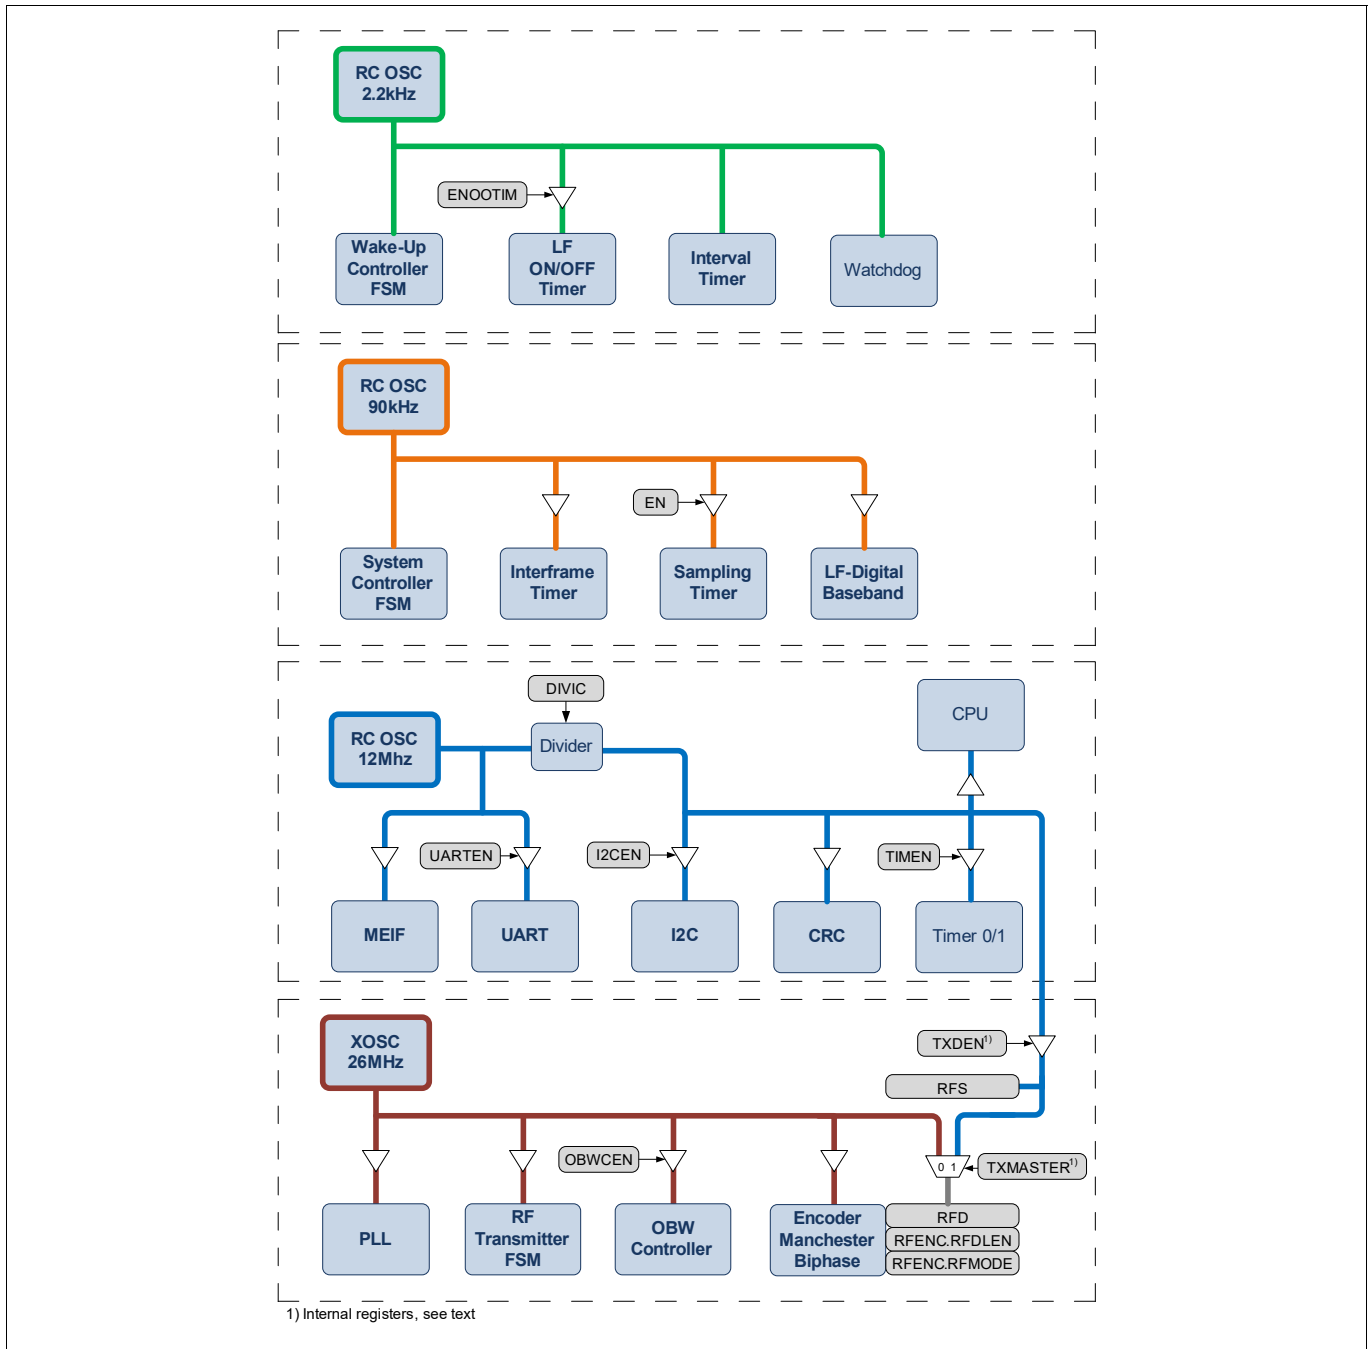 RC OSC
2.2kHz
ENOOTIM
Wake-Up
Controller
FSM
LF
ON/OFF
Timer
Interval
Timer
Watchdog
RC OSC
90kHz
EN
System
Controller
FSM
Interframe
Timer
Sampling
Timer
LF-Digital
Baseband
DIVIC
CPU
RC OSC
12Mhz
Divider
UARTEN
I2CEN
TIMEN
MEIF
UART
I2C
CRC
Timer 0/1
XOSC
26MHz
TXDEN1)
RFS
OBWCEN
0 1
TXMASTER1)
PLL
RF
Transmitter
FSM
OBW
Controller
Encoder
Manchester
Biphase
RFD
RFENC.RFDLEN
RFENC.RFMODE
1) Internal registers, see text